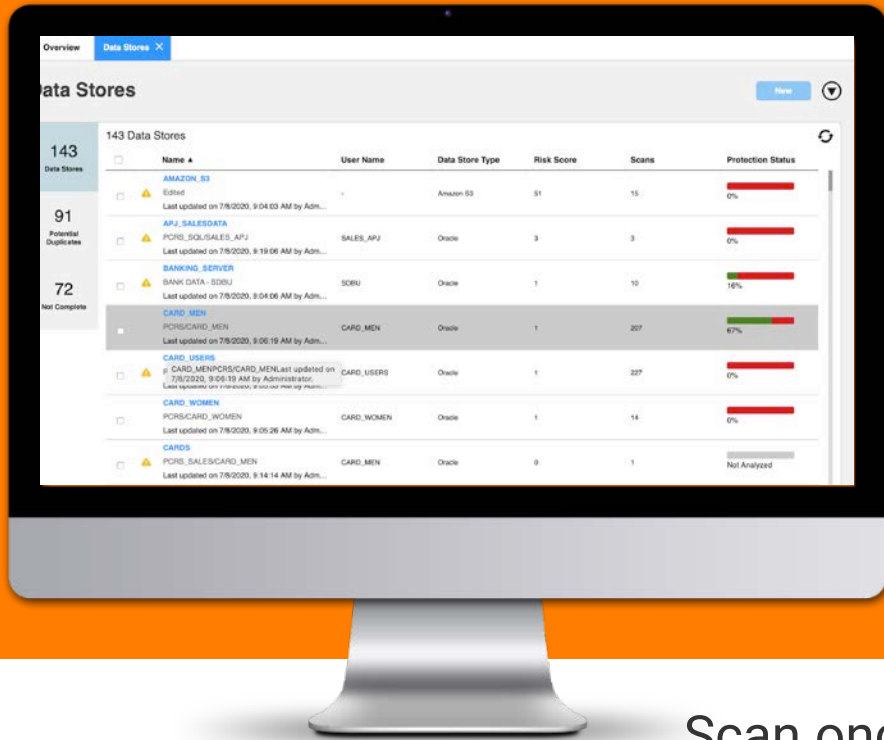 Overview
Data Stores ×
ata Stores
New
143
Data Stores
91
Potential
Duplicates
72
Not Complete
143 Data Stores
Name ▲ User Name Data Store Type Risk Score Scans Protection Status
AMAZON_S3
Edited - Amazon S3 51 15 0%
Last updated on 7/8/2020, 9:04:03 AM by Adm...
APJ_SALESDATA
PCRS_SQL/SALES_APJ SALES_APJ Oracle 3 3 0%
Last updated on 7/8/2020, 9:19:06 AM by Adm...
BANKING_SERVER
BANK DATA - SDBU SDBU Oracle 1 10 16%
Last updated on 7/8/2020, 9:04:06 AM by Adm...
CARD_MEN
PCRS/CARD_MEN CARD_MEN Oracle 1 207 67%
Last updated on 7/8/2020, 9:06:19 AM by Adm...
CARD_USERS
CARD_MENPCRS/CARD_MENLast updated on
7/8/2020, 9:06:19 AM by Administrator.
CARD_USERS Oracle 1 227 0%
CARD_WOMEN
PCRS/CARD_WOMEN CARD_WOMEN Oracle 1 14 0%
Last updated on 7/8/2020, 9:05:26 AM by Adm...
CARDS
PCRS_SALES/CARD_MEN CARD_MEN Oracle 0 1 Not Analyzed
Last updated on 7/8/2020, 9:14:14 AM by Adm...
Scan on